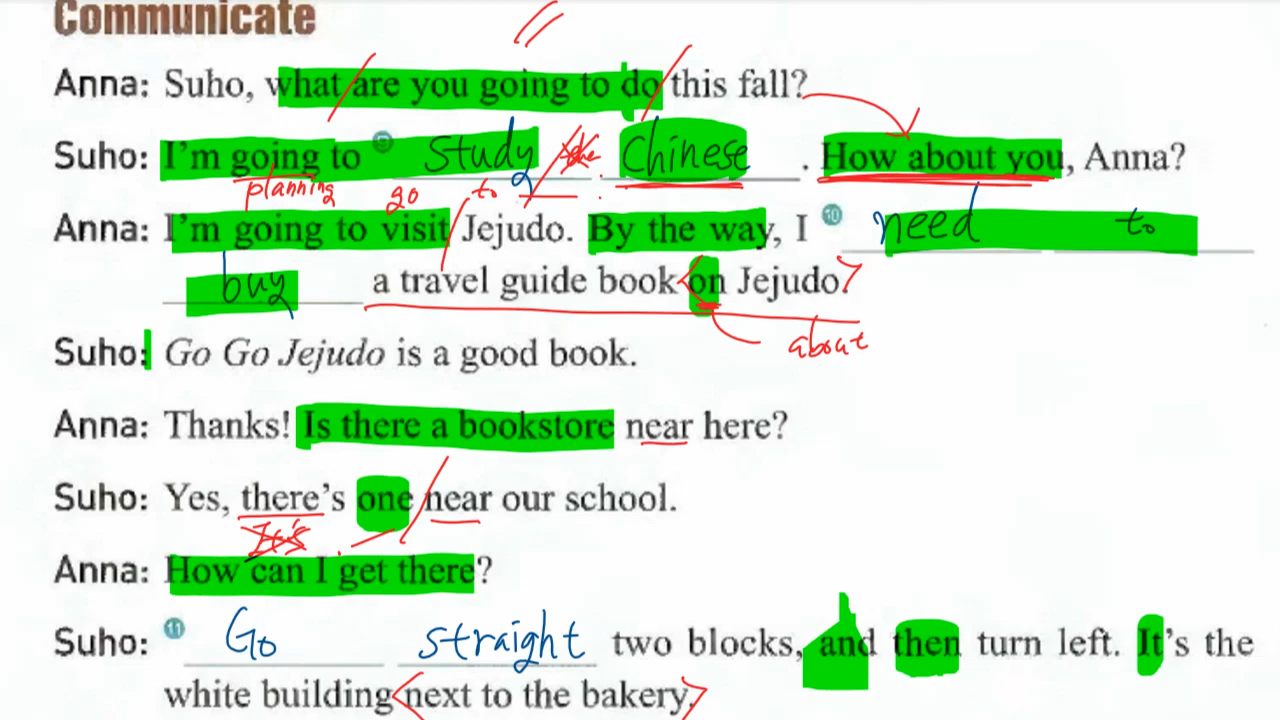 Communicate
Anna: Suho, what are you going to do this fall?
Suho: I'm going to ⑨ study the Chinese. How about you, Anna?
planning go to
Anna: I'm going to visit Jejudo. By the way, I ⑩ need to
buy a travel guide book on Jejudo.
about
Suho: Go Go Jejudo is a good book.
Anna: Thanks! Is there a bookstore near here?
Suho: Yes, there's one near our school.
It's
Anna: How can I get there?
Suho: ⑪ Go straight two blocks, and then turn left. It's the
white building next to the bakery.